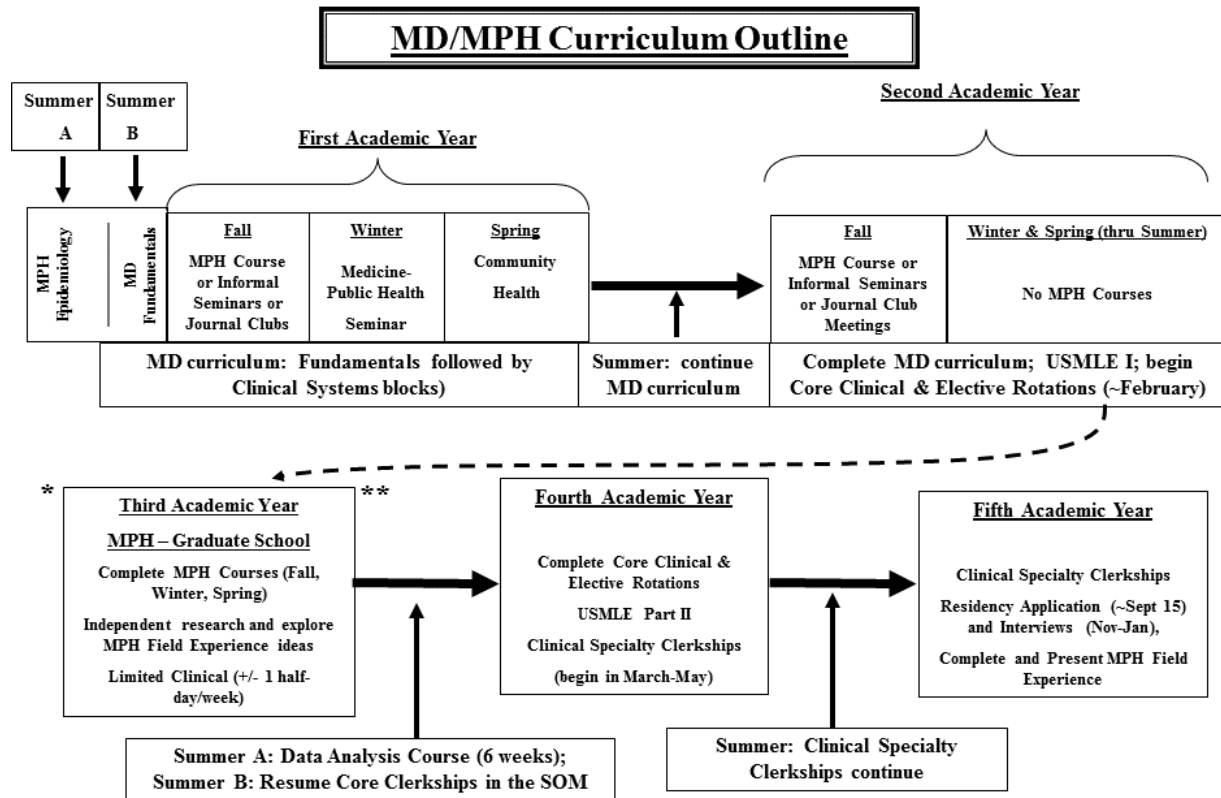 MD/MPH Curriculum Outline
Summer
A
Summer
B
First Academic Year
Second Academic Year
MPH
Epidemiology
MD
Fundamentals
Fall
MPH Course
or Informal
Seminars or
Journal Clubs
Winter
Medicine-
Public Health
Seminar
Spring
Community
Health
Fall
MPH Course or
Informal Seminars
or Journal Club
Meetings
Winter & Spring (thru Summer)
No MPH Courses
MD curriculum: Fundamentals followed by
Clinical Systems blocks)
Summer: continue
MD curriculum
Complete MD curriculum; USMLE I; begin
Core Clinical & Elective Rotations (~February)
*
Third Academic Year
MPH – Graduate School
Complete MPH Courses (Fall,
Winter, Spring)
Independent research and explore
MPH Field Experience ideas
Limited Clinical (+/- 1 half-
day/week)
**
Fourth Academic Year
Complete Core Clinical &
Elective Rotations
USMLE Part II
Clinical Specialty Clerkships
(begin in March-May)
Fifth Academic Year
Clinical Specialty Clerkships
Residency Application (~Sept 15)
and Interviews (Nov-Jan),
Complete and Present MPH Field
Experience
Summer A: Data Analysis Course (6 weeks);
Summer B: Resume Core Clerkships in the SOM
Summer: Clinical Specialty
Clerkships continue